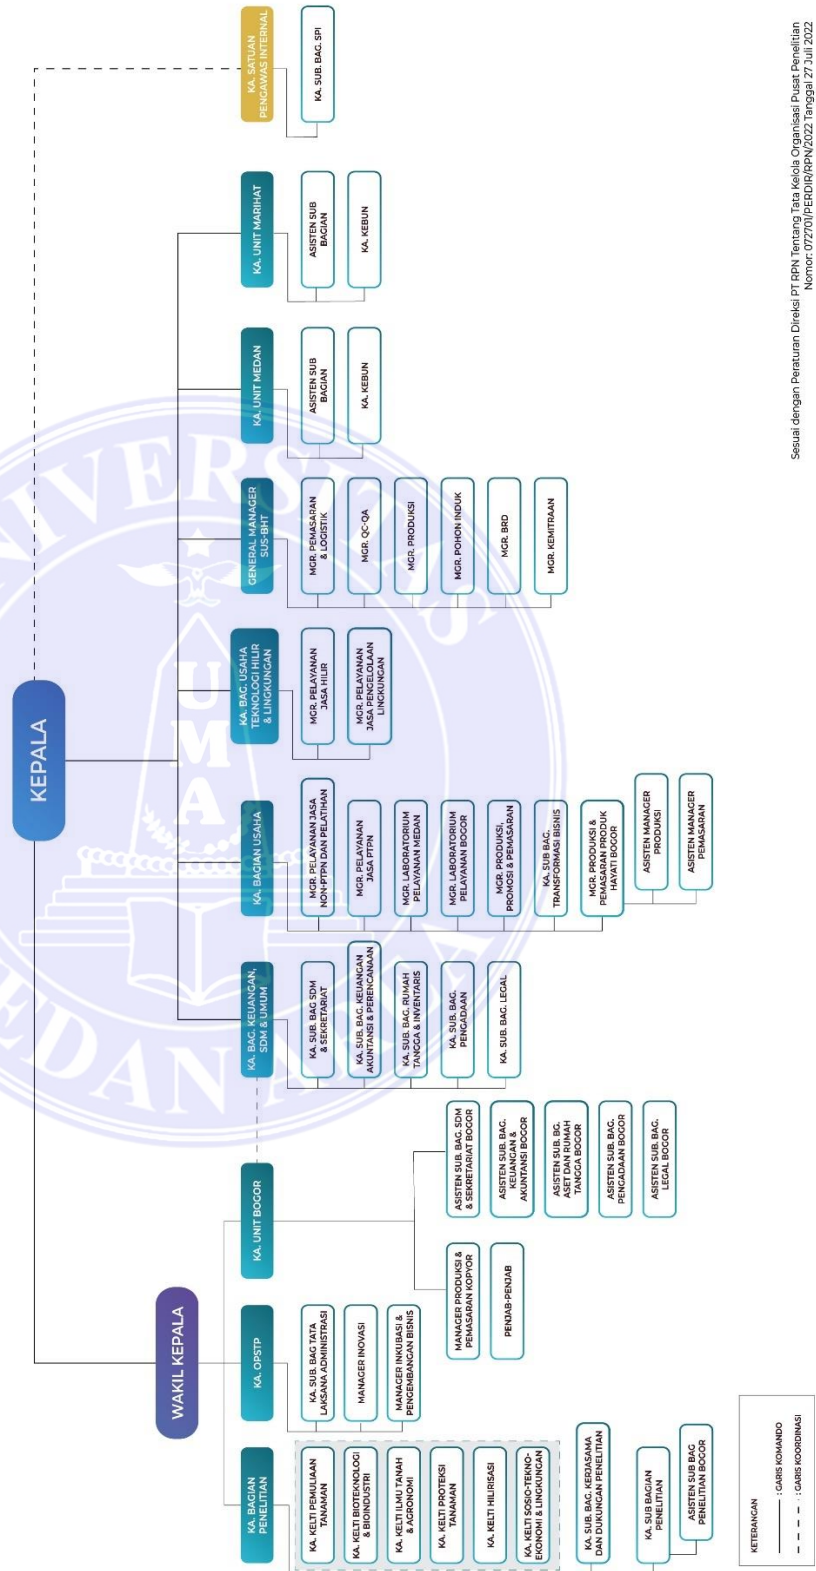 KEPALA
WAKIL KEPALA
KA. BAGIAN
PENELITIAN
KA. KELTI PEMULIAAN
TANAMAN
KA. KELTI BIOTEKNOLOGI
& BIOINDUSTRI
KA. KELTI ILMU TANAH
& AGRONOMI
KA. KELTI PROTEKSI
TANAMAN
KA. KELTI HILIRISASI
KA. KELTI SOSIO-TEKNO-
EKONOMI & LINGKUNGAN
KA. SUB. BAG. KERJASAMA
DAN DUKUNGAN PENELITIAN
KA. SUB BAGIAN
PENELITIAN
ASISTEN SUB BAG
PENELITIAN BOGOR
KA. OPSTP
KA. SUB. BAG TATA
LAKSANA ADMINISTRASI
MANAGER INOVASI
MANAGER INKUBASI &
PENGEMBANGAN BISNIS
KA. UNIT BOGOR
MANAGER PRODUKSI &
PEMASARAN KOPYOR
PENJAB-PENJAB
ASISTEN SUB. BAG. SDM
& SEKRETARIAT BOGOR
ASISTEN SUB. BAG.
KEUANGAN &
AKUNTANSI BOGOR
ASISTEN SUB. BG.
ASET DAN RUMAH
TANGGA BOGOR
ASISTEN SUB. BAG.
PENGADAAN BOGOR
ASISTEN SUB. BAG.
LEGAL BOGOR
KA. BAG. KEUANGAN,
SDM & UMUM
KA. SUB. BAG SDM
& SEKRETARIAT
KA. SUB. BAG. KEUANGAN
AKUNTANSI & PERENCANAAN
KA. SUB. BAG. RUMAH
TANGGA & INVENTARIS
KA. SUB. BAG.
PENGADAAN
KA. SUB. BAG. LEGAL
KA. BAGIAN USAHA
MGR. PELAYANAN JASA
NON-PTPN DAN PELATIHAN
MGR. PELAYANAN
JASA PTPN
MGR. LABORATORIUM
PELAYANAN MEDAN
MGR. LABORATORIUM
PELAYANAN BOGOR
MGR. PRODUKSI,
PROMOSI & PEMASARAN
KA. SUB BAG.
TRANSFORMASI BISNIS
MGR. PRODUKSI &
PEMASARAN PRODUK
HAYATI BOGOR
ASISTEN MANAGER
PRODUKSI
ASISTEN MANAGER
PEMASARAN
KA. BAG. USAHA
TEKNOLOGI HILIR
& LINGKUNGAN
MGR. PELAYANAN
JASA HILIR
MGR. PELAYANAN
JASA PENGELOLAAN
LINGKUNGAN
GENERAL MANAGER
SUS-BHT
MGR. PEMASARAN
& LOGISTIK
MGR. QC-QA
MGR. PRODUKSI
MGR. POHON INDUK
MGR. BRD
MGR. KEMITRAAN
KA. UNIT MEDAN
ASISTEN SUB
BAGIAN
KA. KEBUN
KA. UNIT MARIHAT
ASISTEN SUB
BAGIAN
KA. KEBUN
KA. SATUAN
PENGAWAS INTERNAL
KA. SUB. BAG. SPI
KETERANGAN
: GARIS KOMANDO
: GARIS KOORDINASI
Sesuai dengan Peraturan Direksi PT RPN Tentang Tata Kelola Organisasi Pusat Penelitian
Nomor: 072701/PERDIR/RPN/2022 Tanggal 27 Juli 2022
UNIVERSITAS
MEDAN AREA
UMA